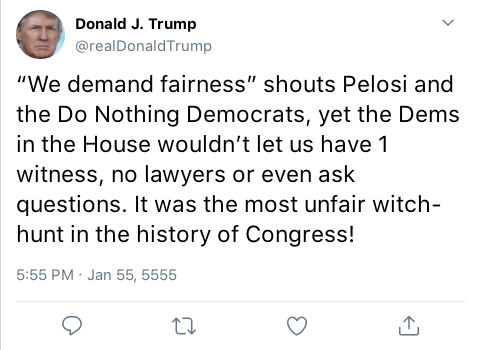 Donald J. Trump
@realDonaldTrump
“We demand fairness” shouts Pelosi and
the Do Nothing Democrats, yet the Dems
in the House wouldn’t let us have 1
witness, no lawyers or even ask
questions. It was the most unfair witch-
hunt in the history of Congress!
5:55 PM · Jan 55, 5555